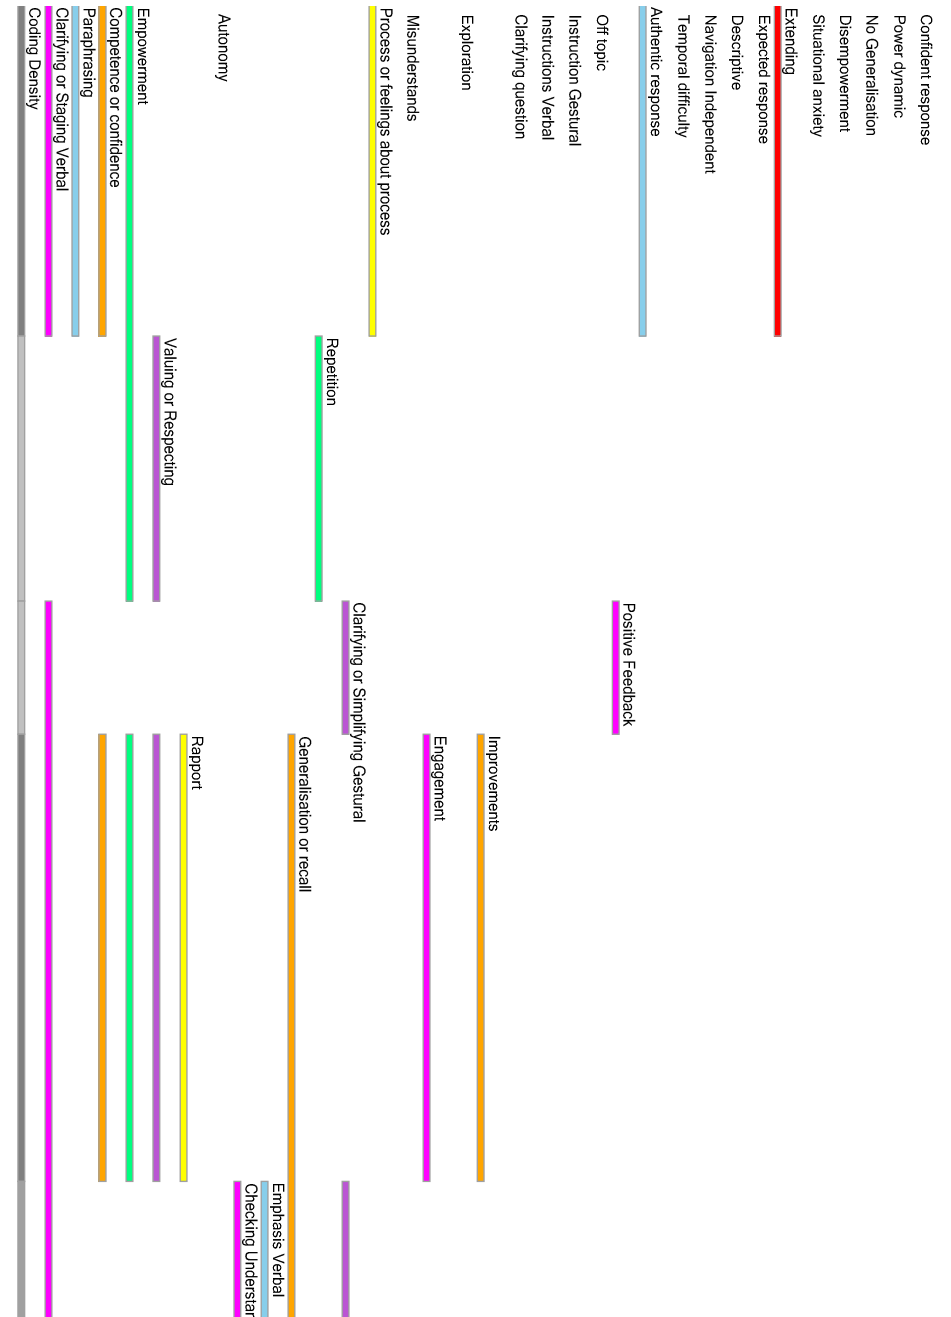 Confident response
Power dynamic
No Generalisation
Disempowerment
Situational anxiety
Extending
Expected response
Descriptive
Navigation Independent
Temporal difficulty
Authentic response
Positive Feedback
Off topic
Instruction Gestural
Instructions Verbal
Clarifying question
Improvements
Exploration
Engagement
Misunderstands
Process or feelings about process
Clarifying or Simplifying Gestural
Repetition
Generalisation or recall
Emphasis Verbal
Checking Understan
Autonomy
Rapport
Valuing or Respecting
Empowerment
Competence or confidence
Paraphrasing
Clarifying or Staging Verbal
Coding Density